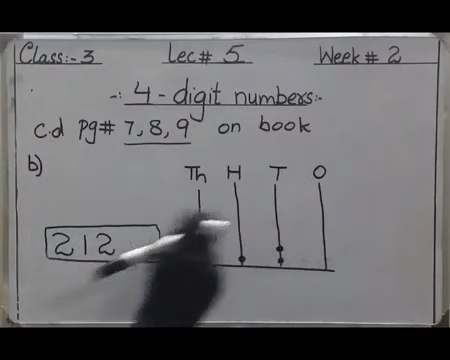 Class:- 3 Lec# 5 Week # 2
-: 4 - digit numbers:-
c.d pg# 7, 8, 9 on book
b)
Th H T O
212